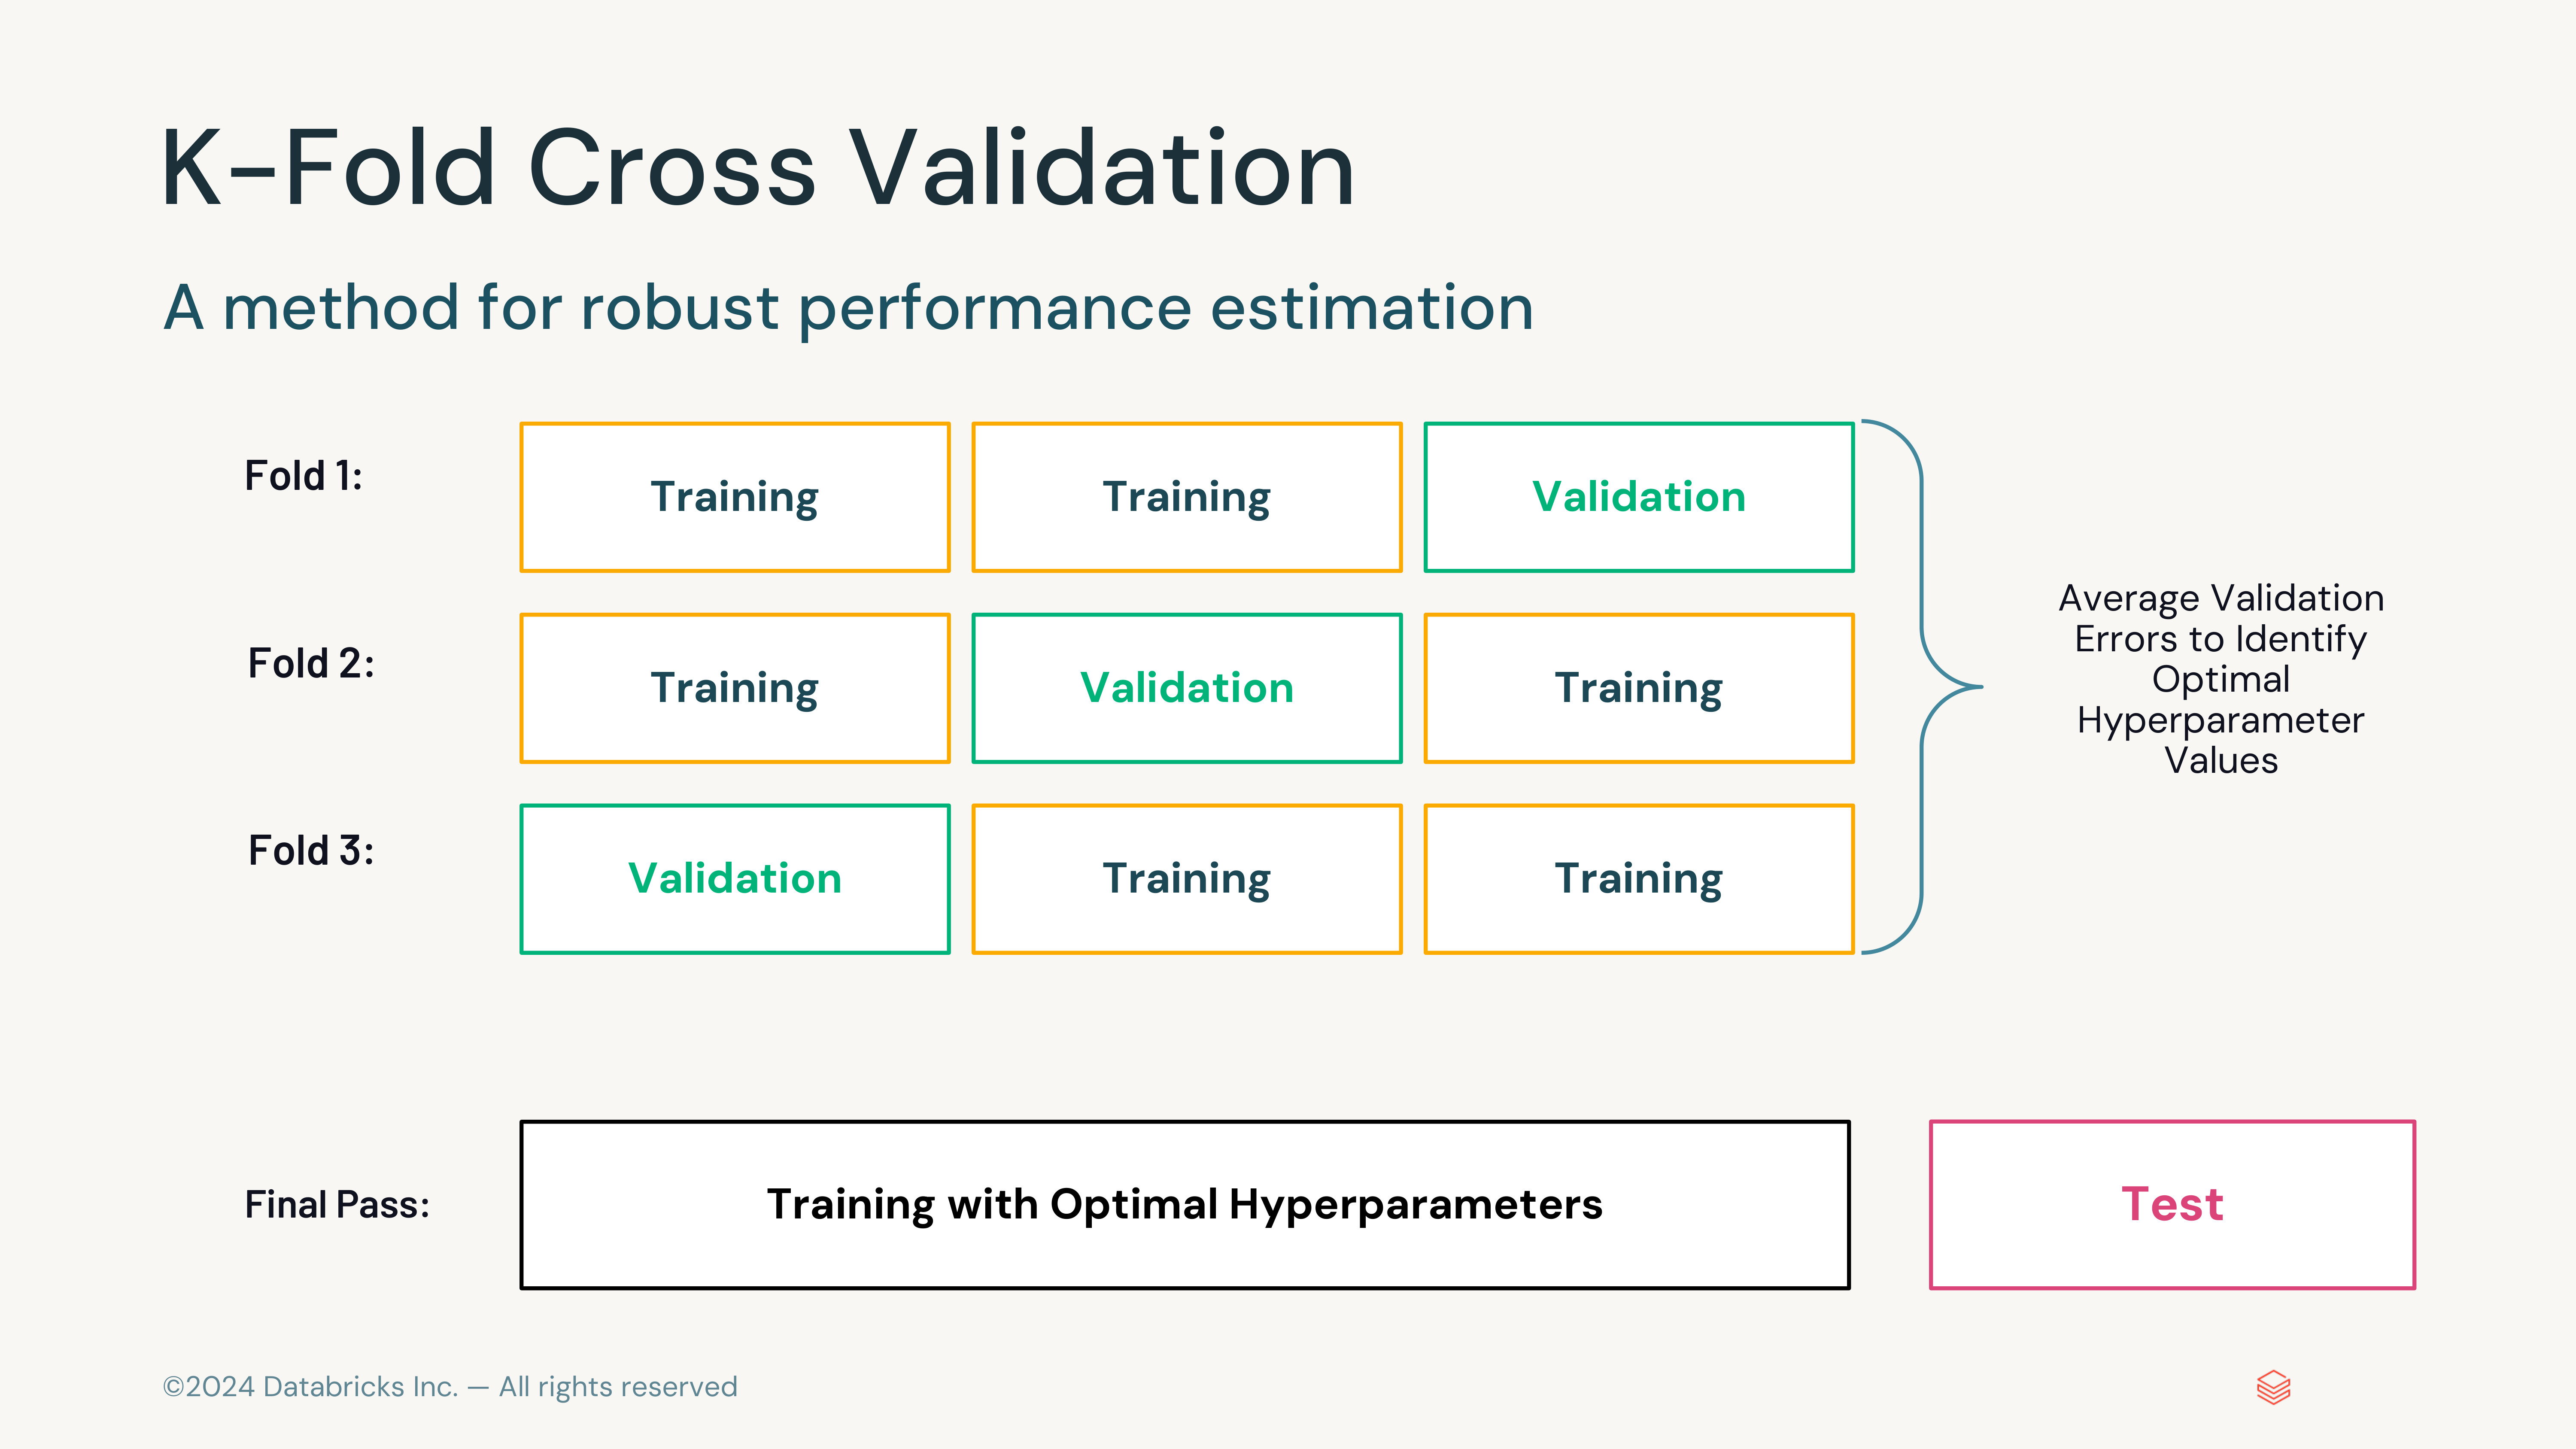 K-Fold Cross Validation
A method for robust performance estimation
Fold 1:
Training
Training
Validation
Fold 2:
Training
Validation
Training
Fold 3:
Validation
Training
Training
Average Validation
Errors to Identify
Optimal
Hyperparameter
Values
Final Pass:
Training with Optimal Hyperparameters
Test
©2024 Databricks Inc. — All rights reserved